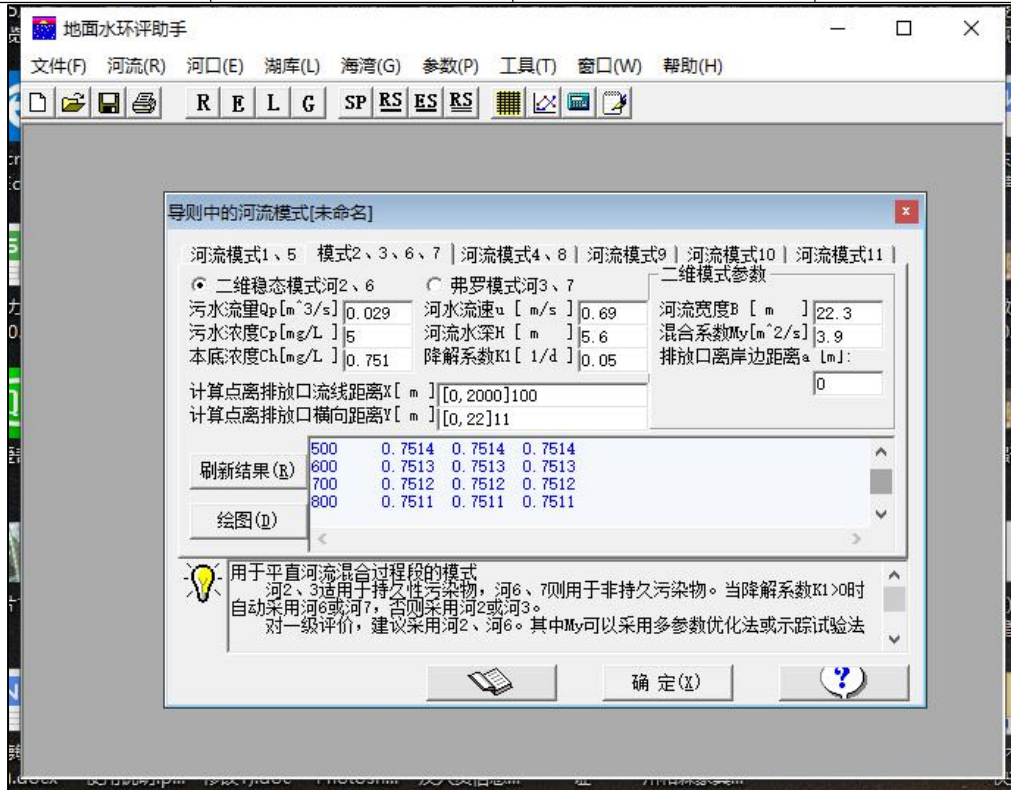 地面水环评助手
文件(F) 河流(R) 河口(E) 湖库(L) 海湾(G) 参数(P) 工具(T) 窗口(W) 帮助(H)
R E L G SP RS ES RS
导则中的河流模式[未命名]
河流模式1、5 模式2、3、6、7 河流模式4、8 河流模式9 河流模式10 河流模式11
二维稳态模式河2、6 弗罗模式河3、7 二维模式参数
污水流量Qp[m^3/s] 0.029 河水流速u [ m/s ] 0.69 河流宽度B [ m ] 22.3
污水浓度Cp[mg/L ] 5 河流水深H [ m ] 5.6 混合系数My[m^2/s] 3.9
本底浓度Ch[mg/L ] 0.751 降解系数K1[ 1/d ] 0.05 排放口离岸边距离a [m]:
0
计算点离排放口流线距离X[ m ] [0,2000]100
计算点离排放口横向距离Y[ m ] [0,22]11
500 0.7514 0.7514 0.7514
刷新结果(R) 600 0.7513 0.7513 0.7513
700 0.7512 0.7512 0.7512
800 0.7511 0.7511 0.7511
绘图(D)
用于平直河流混合过程段的模式
河2、3适用于持久性污染物，河6、7则用于非持久污染物。当降解系数K1>0时
自动采用河6或河7，否则采用河2或河3。
对一级评价，建议采用河2、河6。其中My可以采用多参数优化法或示踪试验法
确 定(X)